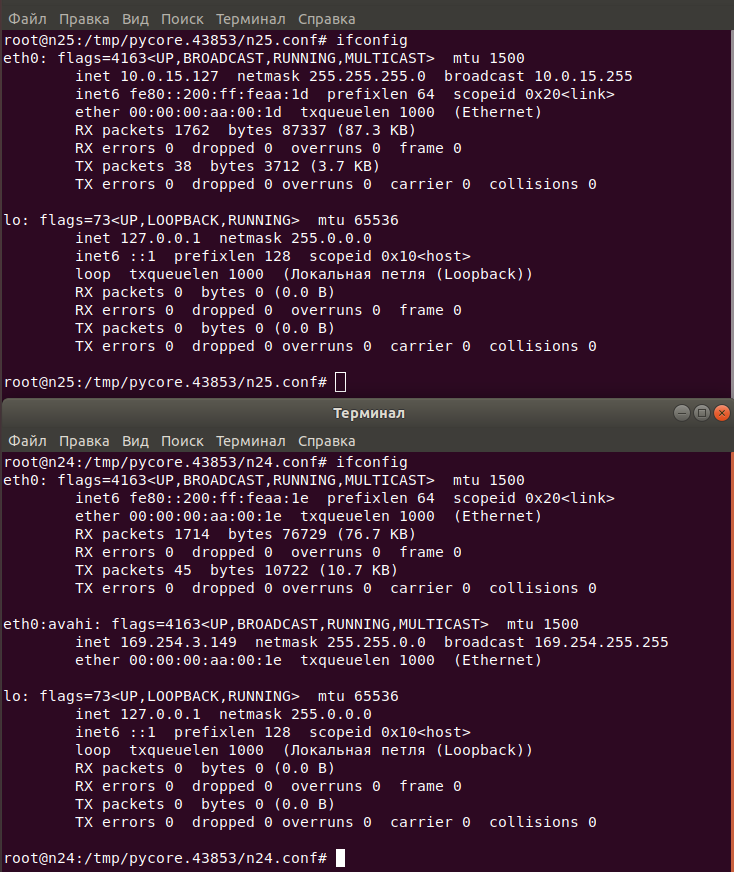 Файл Правка Вид Поиск Терминал Справка
root@n25:/tmp/pycore.43853/n25.conf# ifconfig
eth0: flags=4163<UP,BROADCAST,RUNNING,MULTICAST>  mtu 1500
        inet 10.0.15.127  netmask 255.255.255.0  broadcast 10.0.15.255
        inet6 fe80::200:ff:feaa:1d  prefixlen 64  scopeid 0x20<link>
        ether 00:00:00:aa:00:1d  txqueuelen 1000  (Ethernet)
        RX packets 1762  bytes 87337 (87.3 KB)
        RX errors 0  dropped 0  overruns 0  frame 0
        TX packets 38  bytes 3712 (3.7 KB)
        TX errors 0  dropped 0 overruns 0  carrier 0  collisions 0
lo: flags=73<UP,LOOPBACK,RUNNING>  mtu 65536
        inet 127.0.0.1  netmask 255.0.0.0
        inet6 ::1  prefixlen 128  scopeid 0x10<host>
        loop  txqueuelen 1000  (Локальная петля (Loopback))
        RX packets 0  bytes 0 (0.0 B)
        RX errors 0  dropped 0  overruns 0  frame 0
        TX packets 0  bytes 0 (0.0 B)
        TX errors 0  dropped 0 overruns 0  carrier 0  collisions 0
root@n25:/tmp/pycore.43853/n25.conf#
Терминал
Файл Правка Вид Поиск Терминал Справка
root@n24:/tmp/pycore.43853/n24.conf# ifconfig
eth0: flags=4163<UP,BROADCAST,RUNNING,MULTICAST>  mtu 1500
        inet6 fe80::200:ff:feaa:1e  prefixlen 64  scopeid 0x20<link>
        ether 00:00:00:aa:00:1e  txqueuelen 1000  (Ethernet)
        RX packets 1714  bytes 76729 (76.7 KB)
        RX errors 0  dropped 0  overruns 0  frame 0
        TX packets 45  bytes 10722 (10.7 KB)
        TX errors 0  dropped 0 overruns 0  carrier 0  collisions 0
eth0:avahi: flags=4163<UP,BROADCAST,RUNNING,MULTICAST>  mtu 1500
        inet 169.254.3.149  netmask 255.255.0.0  broadcast 169.254.255.255
        ether 00:00:00:aa:00:1e  txqueuelen 1000  (Ethernet)
lo: flags=73<UP,LOOPBACK,RUNNING>  mtu 65536
        inet 127.0.0.1  netmask 255.0.0.0
        inet6 ::1  prefixlen 128  scopeid 0x10<host>
        loop  txqueuelen 1000  (Локальная петля (Loopback))
        RX packets 0  bytes 0 (0.0 B)
        RX errors 0  dropped 0  overruns 0  frame 0
        TX packets 0  bytes 0 (0.0 B)
        TX errors 0  dropped 0 overruns 0  carrier 0  collisions 0
root@n24:/tmp/pycore.43853/n24.conf#